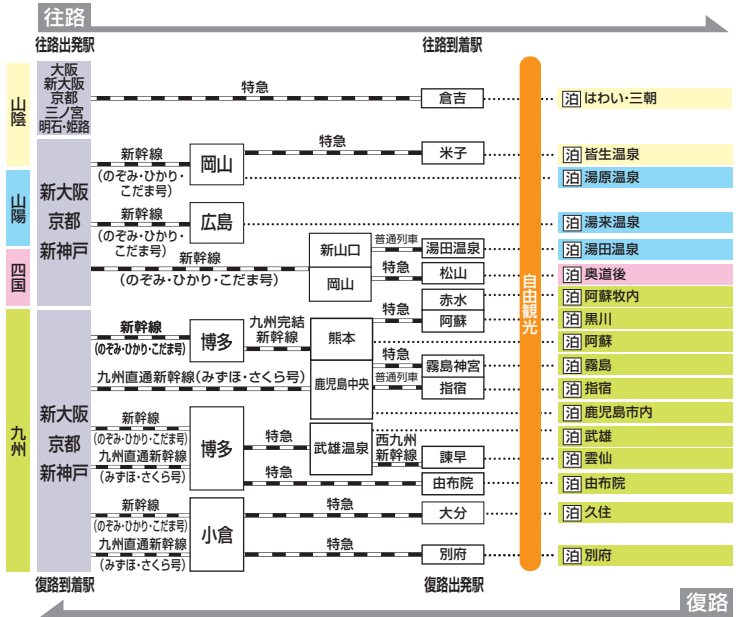 往路
往路出発駅
往路到着駅
山陰
大阪
新大阪
京都
三ノ宮
明石・姫路
特急
倉吉
泊 はわい・三朝
新大阪
京都
新神戸
新幹線
(のぞみ・ひかり・
こだま号)
岡山
特急
米子
泊 皆生温泉
泊 湯原温泉
山陽
新幹線
(のぞみ・ひかり・
こだま号)
広島
泊 湯来温泉
新幹線
(のぞみ・ひかり・こだま号)
新山口
普通列車
湯田温泉
泊 湯田温泉
四国
岡山
特急
松山
泊 奥道後
自由観光
九州
新大阪
京都
新神戸
新幹線
(のぞみ・ひかり・こだま号)
博多
九州完結
新幹線
熊本
特急
赤水
阿蘇
泊 阿蘇牧内
泊 黒川
泊 阿蘇
九州直通新幹線(みずほ・さくら号)
鹿児島中央
特急
霧島神宮
泊 霧島
普通列車
指宿
泊 指宿
泊 鹿児島市内
新幹線
(のぞみ・ひかり・こだま号)
九州直通新幹線
(みずほ・さくら号)
博多
特急
武雄温泉
泊 武雄
西九州
新幹線
諫早
泊 雲仙
特急
由布院
泊 由布院
新幹線
(のぞみ・ひかり・こだま号)
九州直通新幹線
(みずほ・さくら号)
小倉
特急
大分
泊 久住
特急
別府
泊 別府
復路到着駅
復路出発駅
復路